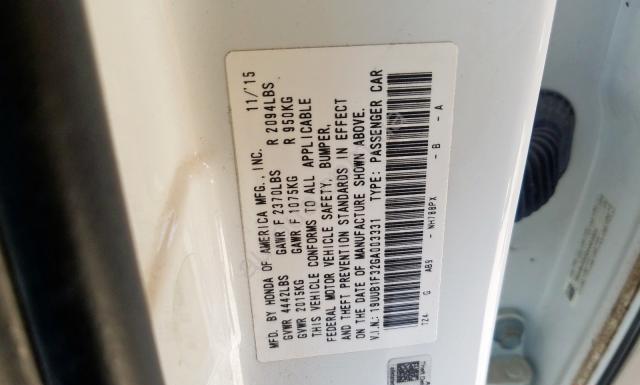 MFD. BY HONDA OF AMERICA MFG., INC. 11/'15
GVWR 4442LBS GAWR F 2370LBS R 2094LBS
GVWR 2015KG GAWR F 1075KG R 950KG
THIS VEHICLE CONFORMS TO ALL APPLICABLE
FEDERAL MOTOR VEHICLE SAFETY, BUMPER,
AND THEFT PREVENTION STANDARDS IN EFFECT
ON THE DATE OF MANUFACTURE SHOWN ABOVE.
V.I.N.: 19UUB1F32GA003331 TYPE: PASSENGER CAR
TZ4 G AB9 - NH788PX - B - A